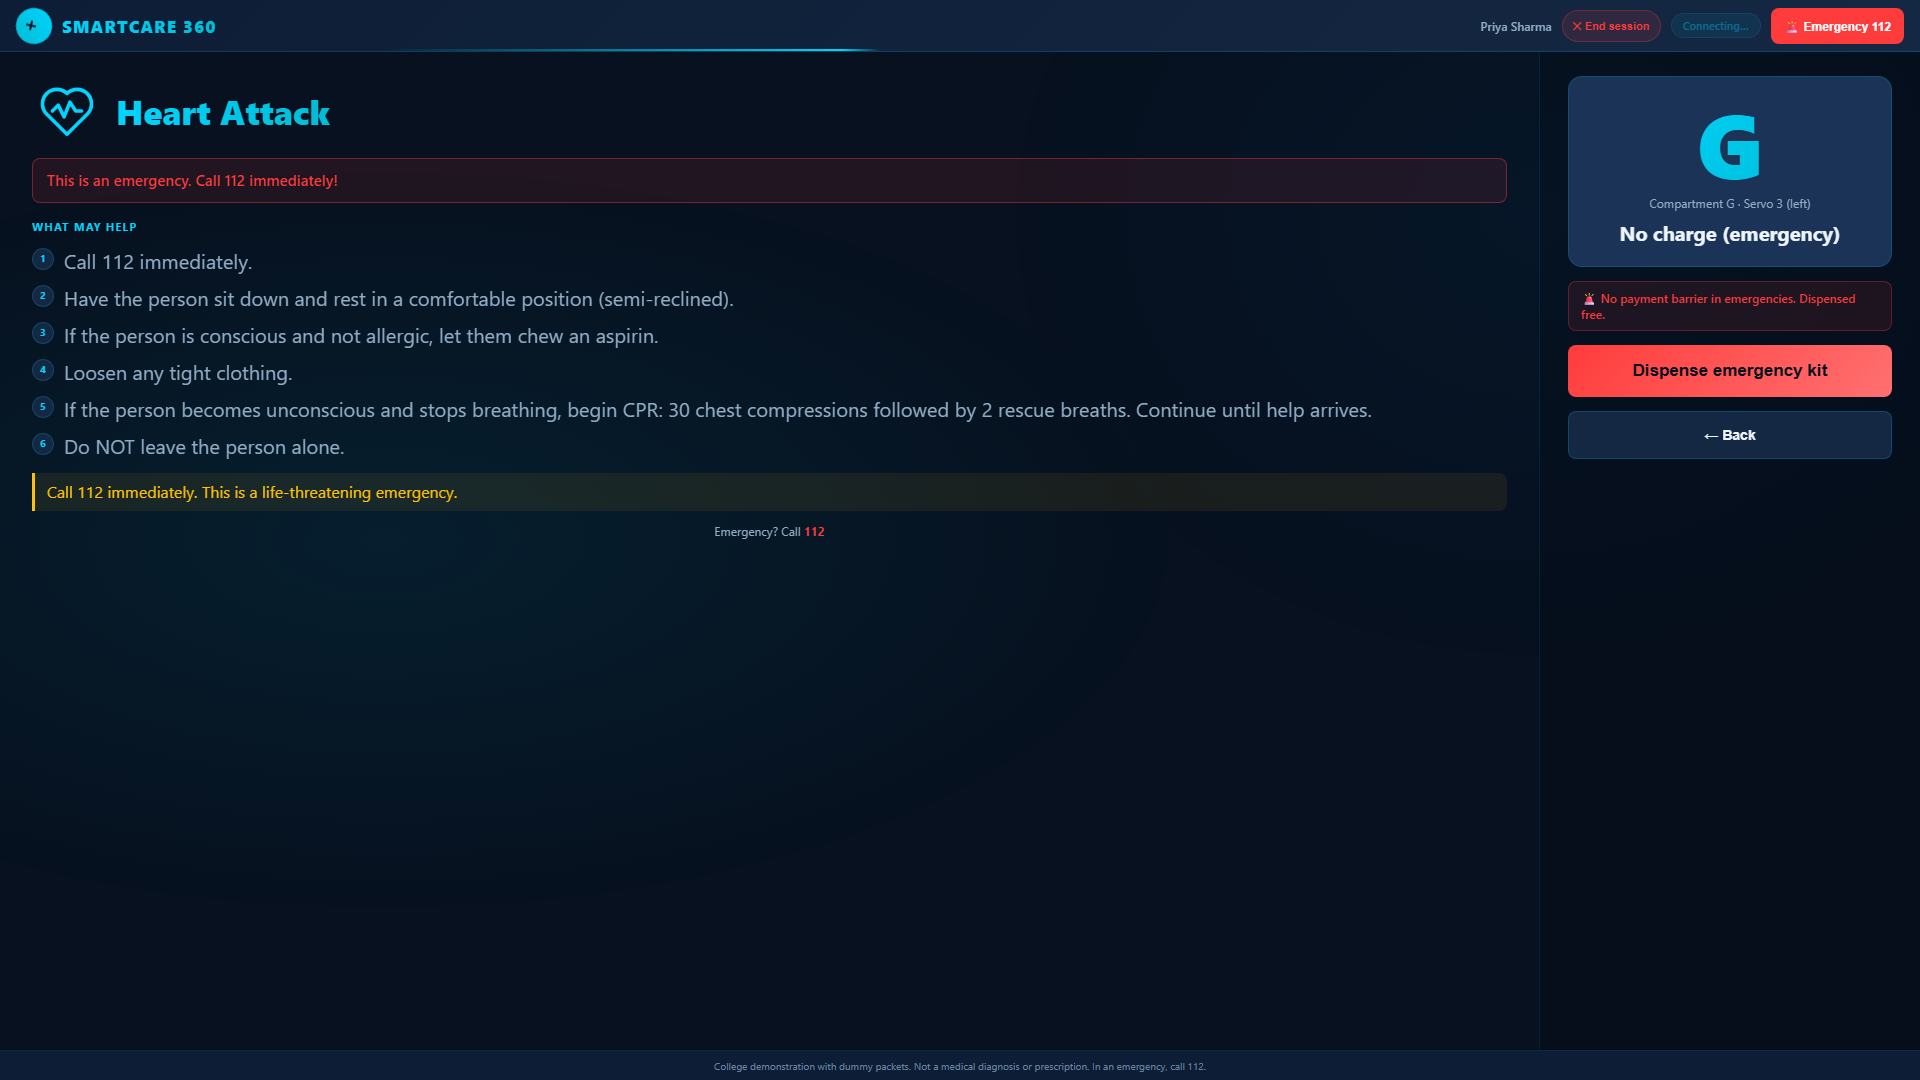 SMARTCARE 360
Priya Sharma
✕ End session
Connecting...
🚨 Emergency 112
Heart Attack
This is an emergency. Call 112 immediately!
WHAT MAY HELP
1 Call 112 immediately.
2 Have the person sit down and rest in a comfortable position (semi-reclined).
3 If the person is conscious and not allergic, let them chew an aspirin.
4 Loosen any tight clothing.
5 If the person becomes unconscious and stops breathing, begin CPR: 30 chest compressions followed by 2 rescue breaths. Continue until help arrives.
6 Do NOT leave the person alone.
Call 112 immediately. This is a life-threatening emergency.
Emergency? Call 112
G
Compartment G · Servo 3 (left)
No charge (emergency)
🚨 No payment barrier in emergencies. Dispensed
free.
Dispense emergency kit
← Back
College demonstration with dummy packets. Not a medical diagnosis or prescription. In an emergency, call 112.